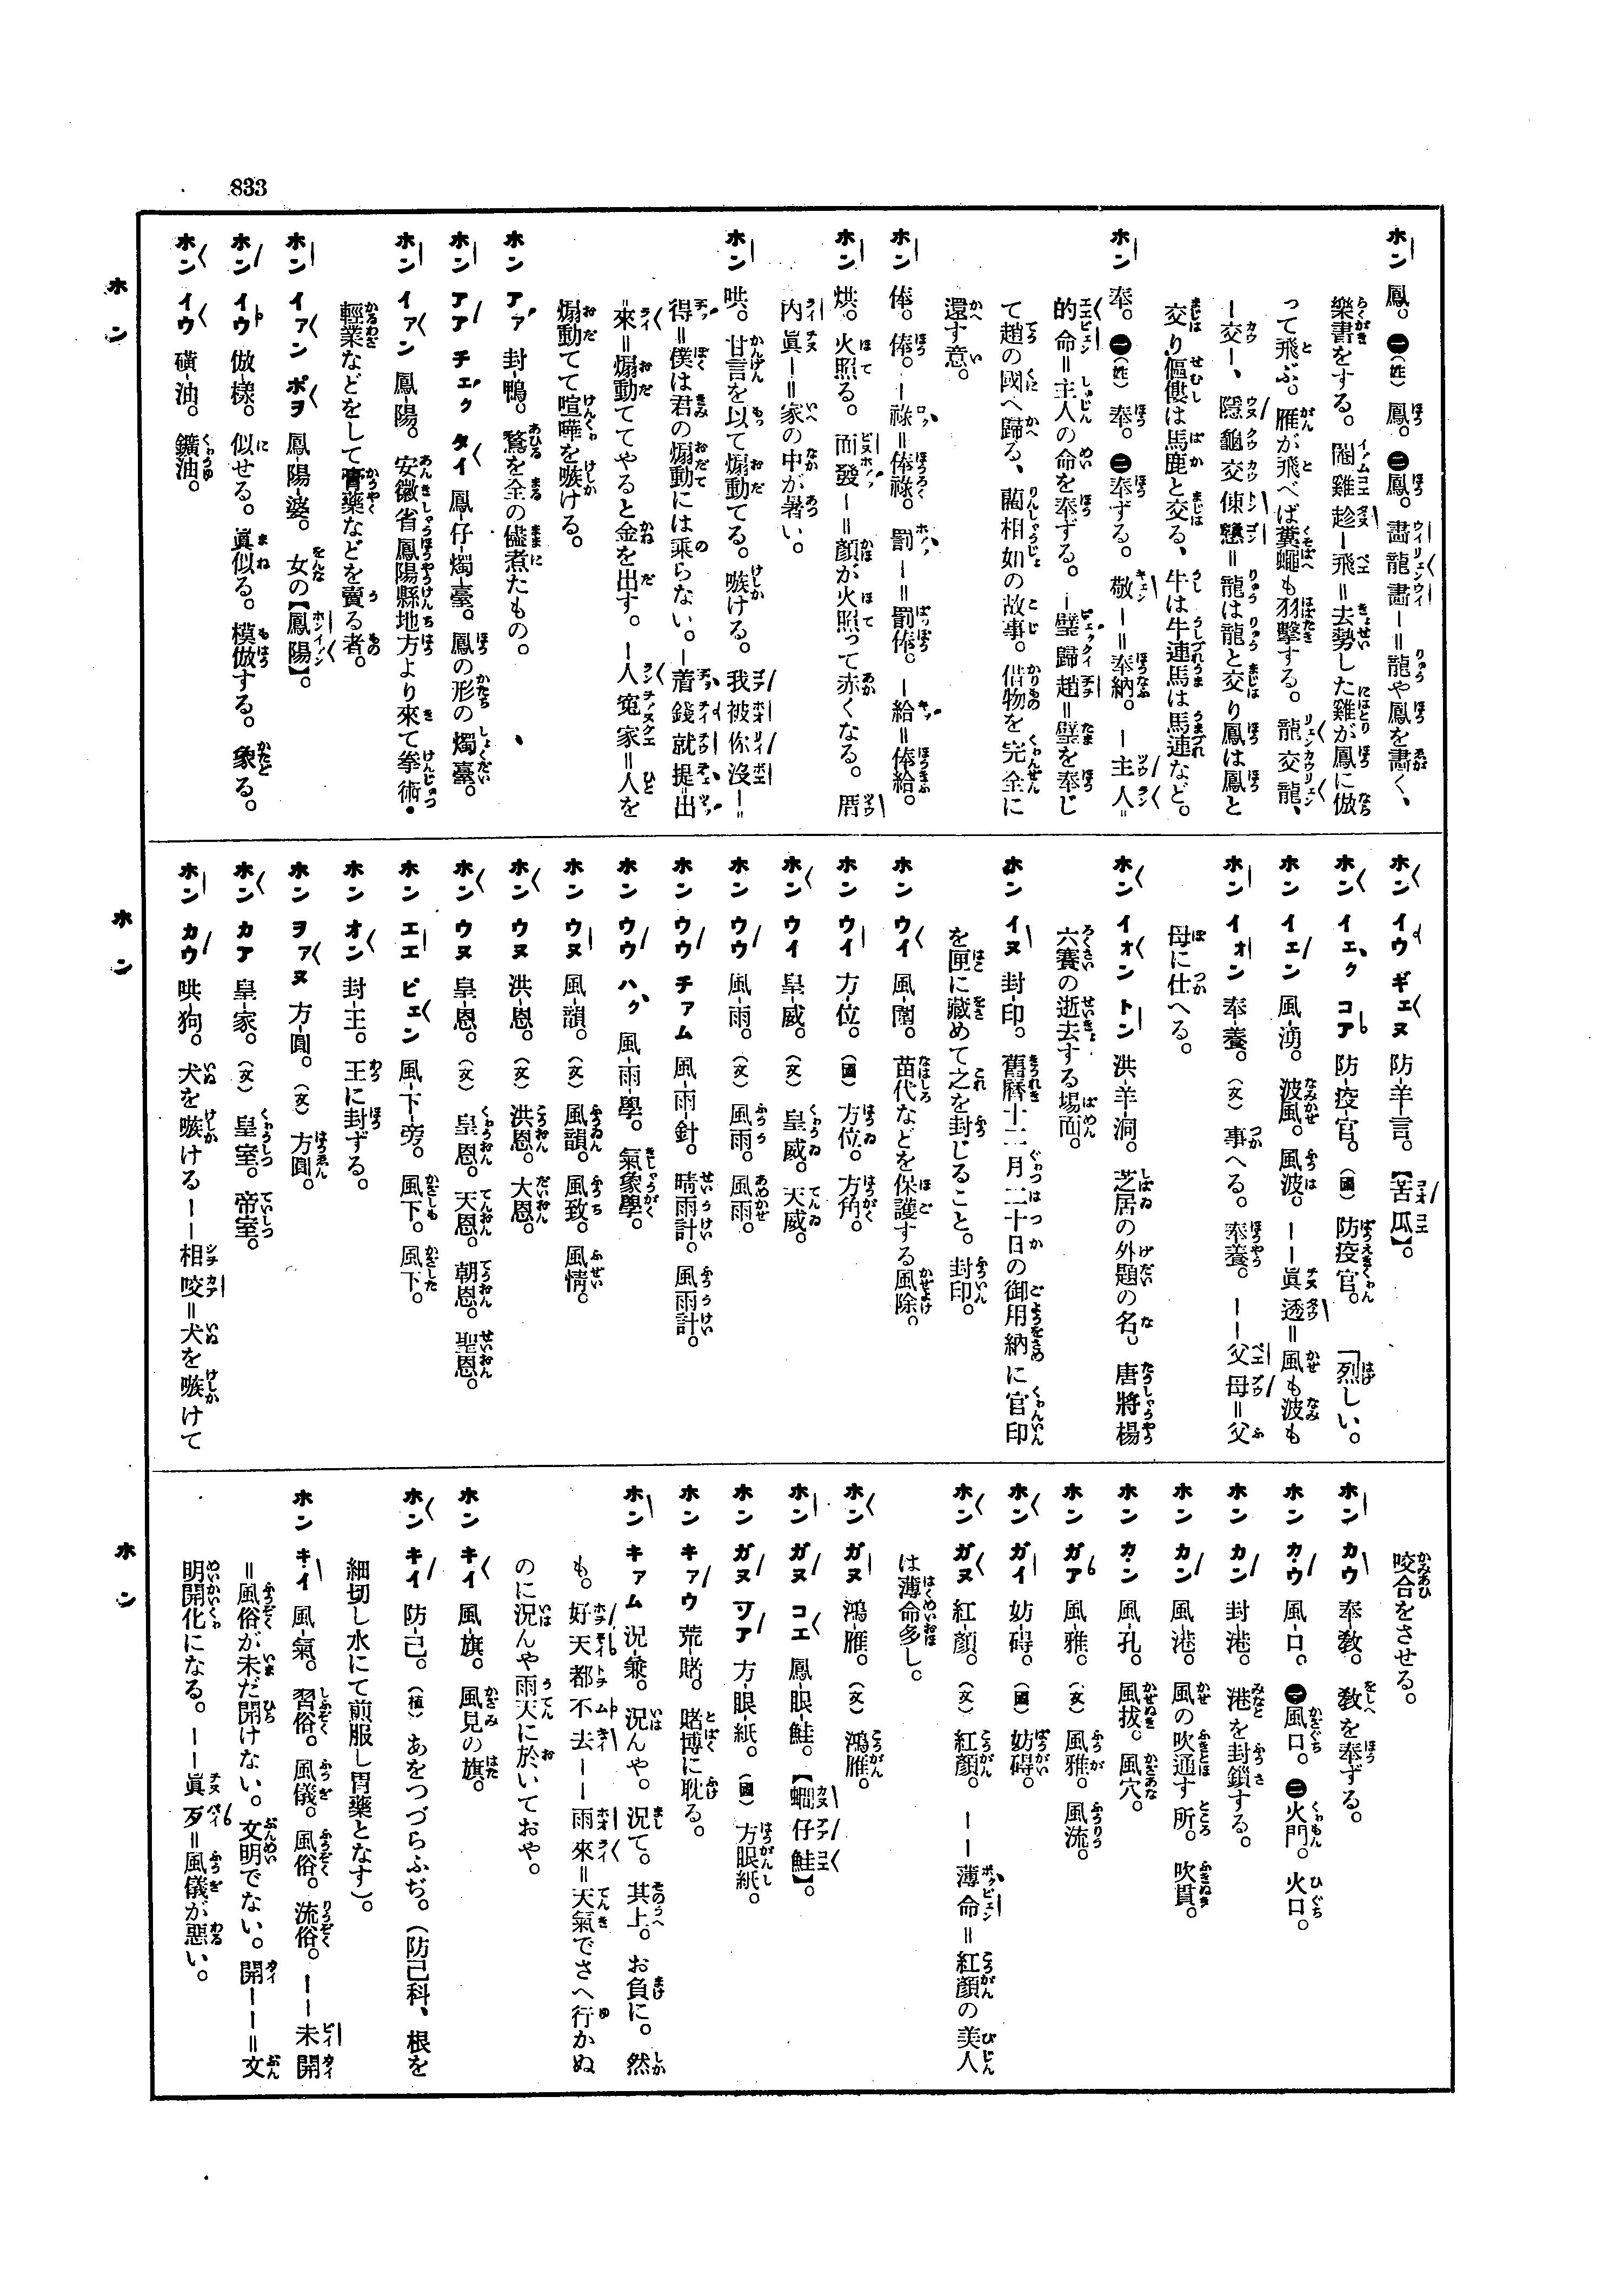 833
ホン 鳳。㊀(姓) 鳳。㊁鳳。畵龍畵―=龍や鳳を畵く、
樂書をする。閹雞趁―飛=去勢した雞が鳳に倣
って飛ぶ。雁が飛べば糞蠅も羽擊する。龍交龍、
―交―、隱龜交倲戇=龍は龍と交り鳳は鳳と
交り傴僂は馬鹿と交る、牛は牛連馬は馬連など。
ホン 奉。㊀(姓) 奉。㊁奉ずる。敬―=奉納。―主人=
的命=主人の命を奉ずる。―璧歸趙=璧を奉じ
て趙の國へ歸る、藺相如の故事。借物を完全に
還す意。
ホン 俸。俸。―祿=俸祿。罰―=罰俸。―給=俸給。
ホン 烘。火照る。面發―=顏が火照って赤くなる。厝
內眞―=家の中が暑い。
ホン 哄。甘言を以て煽動てる。嗾ける。我被你沒―=
得=僕は君の煽動には乘らない。―着錢就提出
=來=煽動ててやると金を出す。―人寃家=人を
煽動てて喧嘩を嗾ける。
ホン アァ 封-鴨。鵞を全の儘煮たもの。
ホン アア チェク タイ 鳳仔-燭-臺。鳳の形の燭臺。
ホン イァン 鳳陽。安徽省鳳陽縣地方より來て拳術・
輕業などをして膏藥などを賣る者。
ホン イァン ポヲ 鳳-陽-婆。女の【鳳陽】。
ホン イウ 倣-樣。似せる。眞似る。模倣する。象る。
ホン イウ 礦-油。鑛油。
ホン イウ ギェヌ 防-羊-言。【苦瓜】。
ホン イェク コア 防-疫-官。(國) 防疫官。「烈しい。
ホン イェン 風-湧。波風。風波。――眞透=風も波も
ホン イォン 奉-養。(文) 事へる。奉養。――父母=父
母に仕へる。
ホン イォン トン 洪-羊-洞。芝居の外題の名。唐將楊
六賽の逝去する場面。
ホン イヌ 封-印。舊曆十二月二十日の御用納に官印
を匣に藏めて之を封じること。封印。
ホン ウイ 風-闈。苗代などを保護する風除。
ホン ウイ 方-位。(國) 方位。方角。
ホン ウイ 皇-威。(文) 皇威。天威。
ホン ウウ 風-雨。(文) 風雨。風雨。
ホン ウウ チァム 風-雨-針。晴雨計。風雨計。
ホン ウウ ハク 風-雨-學。氣象學。
ホン ウヌ 風-韻。(文) 風韻。風致。風情。
ホン ウヌ 洪-恩。(文) 洪恩。大恩。
ホン ウヌ 皇-恩。(文) 皇恩。天恩。朝恩。聖恩。
ホン エエ ピェン 風-下-旁。風下。風下。
ホン オン 封-王。王に封ずる。
ホン ヲァヌ 方-圓。(文) 方圓。
ホン カア 皇-家。(文) 皇室。帝室。
ホン カウ 哄-狗。犬を嗾ける――相咬=犬を嗾けて
咬合をさせる。
ホン カウ 奉-敎。敎を奉ずる。
ホン カ・ウ 風-口。㊀風口。㊁火門。火口。
ホン カン 封-港。港を封鎖する。
ホン カン 風-港。風の吹通す所。吹貫。
ホン カ・ン 風-孔。風拔。風穴。
ホン ガア 風-雅。(文) 風雅。風流。
ホン ガイ 妨-碍。(國) 妨碍。
ホン ガヌ 紅-顏。(文) 紅顏。――薄命=紅顏の美人
は薄命多し。
ホン ガヌ 鴻-雁。(文) 鴻雁。
ホン ガヌ コエ 鳳-眼-鮭。【蠝仔鮭】。
ホン ガヌ ツア 方-眼-紙。(國) 方眼紙。
ホン キァウ 荒-賭。賭博に耽る。
ホン キァム 況-兼。況んや。況て。其上。お負に。然
も。好天都不去――雨來=天氣でさへ行かぬ
のに況んや雨天に於いておや。
ホン キイ 風-旗。風見の旗。
ホン キ・イ 防-己。(植) あをつづらふぢ。(防己科、根を
細切し水にて煎服し胃藥となす)。
ホン キ・イ 風-氣。習俗。風儀。風俗。流俗。――未開
=風俗が未だ開けない。文明でない。開――=文
明開化になる。――眞歹=風儀が惡い。
ホン
ホン
ホン